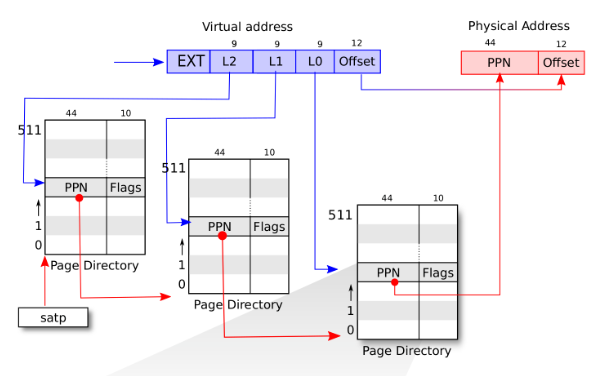 Virtual address
Physical Address
9
9
9
12
EXT
L2
L1
L0
Offset
44
12
PPN
Offset
44
10
511
PPN
Flags
1
0
Page Directory
satp
44
10
511
PPN
Flags
1
0
Page Directory
44
10
511
PPN
Flags
1
0
Page Directory